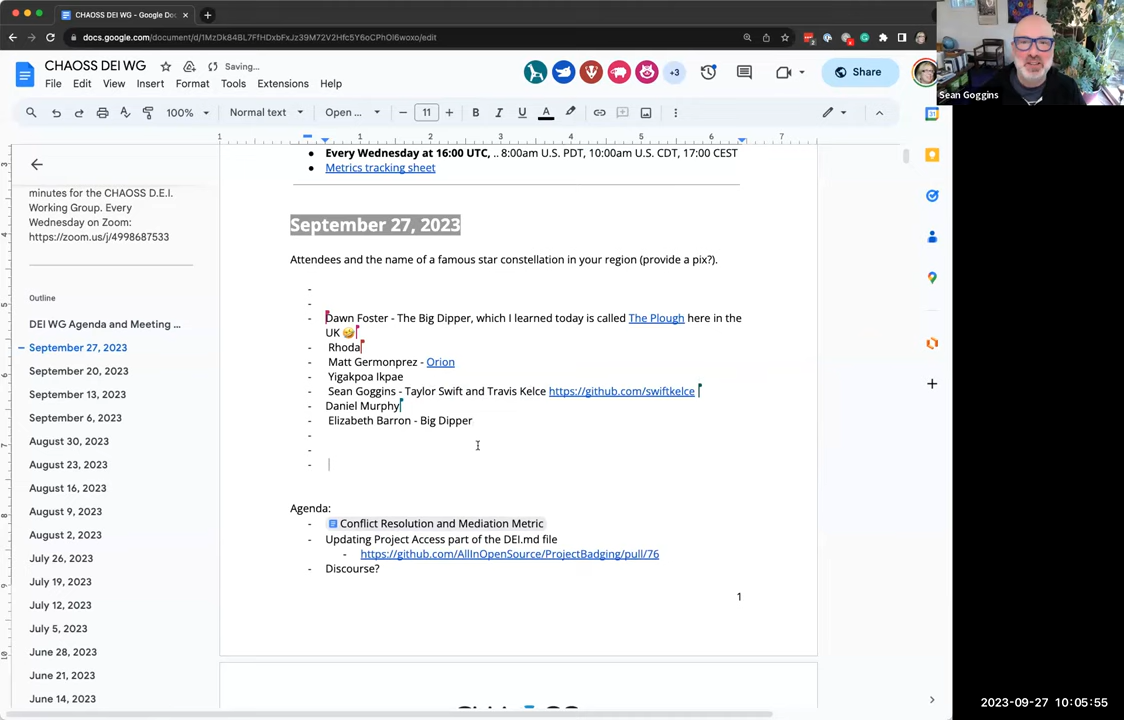 CHAOSS DEI WG - Google Doc
docs.google.com/document/d/1MzDk84BL7FfHDxbFxJz39M72V2Hfc5Y6oCPhOl6woxo/edit
CHAOSS DEI WG
Saving...
File Edit View Insert Format Tools Extensions Help
+3
Share
Sean Goggins
100%
Normal text
Open ...
11
1 1 2 3 4 5 6 7
Every Wednesday at 16:00 UTC, .. 8:00am U.S. PDT, 10:00am U.S. CDT, 17:00 CEST
Metrics tracking sheet
minutes for the CHAOSS D.E.I.
Working Group. Every
Wednesday on Zoom:
https://zoom.us/j/4998687533
Outline
DEI WG Agenda and Meeting ...
September 27, 2023
September 20, 2023
September 13, 2023
September 6, 2023
August 30, 2023
August 23, 2023
August 16, 2023
August 9, 2023
August 2, 2023
July 26, 2023
July 19, 2023
July 12, 2023
July 5, 2023
June 28, 2023
June 21, 2023
June 14, 2023
September 27, 2023
Attendees and the name of a famous star constellation in your region (provide a pix?).
-
-
- Dawn Foster - The Big Dipper, which I learned today is called The Plough here in the
UK 🤣
- Rhoda
- Matt Germonprez - Orion
- Yigakpoa Ikpae
- Sean Goggins - Taylor Swift and Travis Kelce https://github.com/swiftkelce
- Daniel Murphy
- Elizabeth Barron - Big Dipper
-
-
-
Agenda:
- Conflict Resolution and Mediation Metric
- Updating Project Access part of the DEI.md file
- https://github.com/AllInOpenSource/ProjectBadging/pull/76
- Discourse?
1
2023-09-27 10:05:55